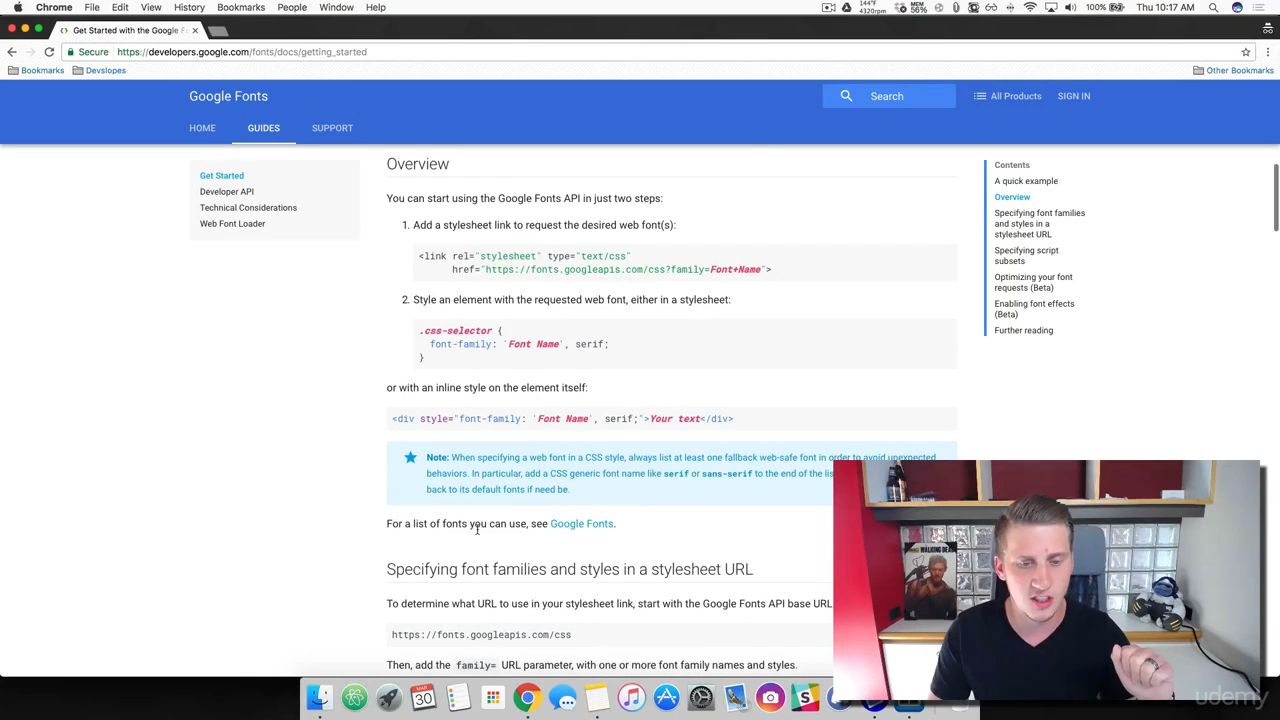 Chrome File Edit View History Bookmarks People Window Help 144°F 4320rpm MEM 56% 100% Thu 10:17 AM
Get Started with the Google F
Secure https://developers.google.com/fonts/docs/getting_started
Bookmarks Devslopes Other Bookmarks
Google Fonts Search All Products SIGN IN
HOME GUIDES SUPPORT
Get Started
Developer API
Technical Considerations
Web Font Loader
Overview
You can start using the Google Fonts API in just two steps:
1. Add a stylesheet link to request the desired web font(s):
<link rel="stylesheet" type="text/css"
href="https://fonts.googleapis.com/css?family=Font+Name">
2. Style an element with the requested web font, either in a stylesheet:
.css-selector {
font-family: 'Font Name', serif;
}
or with an inline style on the element itself:
<div style="font-family: 'Font Name', serif;">Your text</div>
Note: When specifying a web font in a CSS style, always list at least one fallback web-safe font in order to avoid unexpected
behaviors. In particular, add a CSS generic font name like serif or sans-serif to the end of the lis
back to its default fonts if need be.
For a list of fonts you can use, see Google Fonts.
Specifying font families and styles in a stylesheet URL
To determine what URL to use in your stylesheet link, start with the Google Fonts API base URL
https://fonts.googleapis.com/css
Then, add the family= URL parameter, with one or more font family names and styles.
Contents
A quick example
Overview
Specifying font families
and styles in a
stylesheet URL
Specifying script
subsets
Optimizing your font
requests (Beta)
Enabling font effects
(Beta)
Further reading
WALKING DEAD
MAR
30
udemy